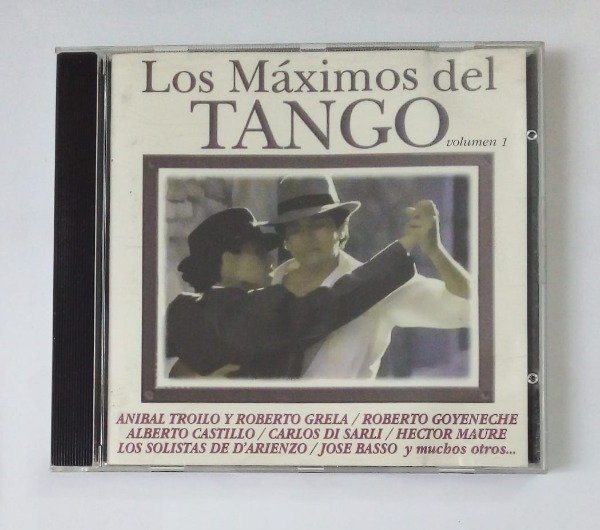 Los Máximos del
TANGO
volumen 1
ANIBAL TROILO Y ROBERTO GRELA / ROBERTO GOYENECHE
ALBERTO CASTILLO / CARLOS DI SARLI / HECTOR MAURE
LOS SOLISTAS DE D'ARIENZO / JOSE BASSO y muchos otros...